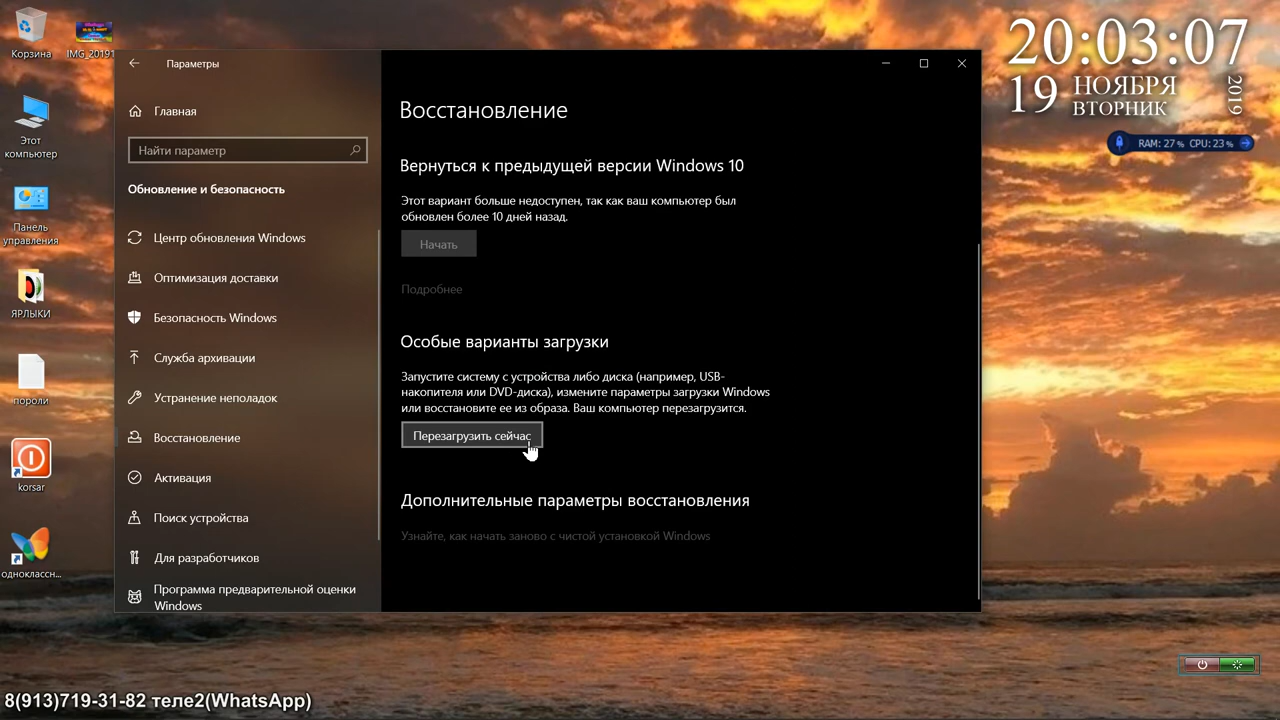 Корзина
IMG_20191
Этот
компьютер
Панель
управления
ЯРЛЫКИ
пороли
korsar
одноклассн...
Параметры
Главная
Найти параметр
Обновление и безопасность
Центр обновления Windows
Оптимизация доставки
Безопасность Windows
Служба архивации
Устранение неполадок
Восстановление
Активация
Поиск устройства
Для разработчиков
Программа предварительной оценки
Windows
Восстановление
Вернуться к предыдущей версии Windows 10
Этот вариант больше недоступен, так как ваш компьютер был
обновлен более 10 дней назад.
Начать
Подробнее
Особые варианты загрузки
Запустите систему с устройства либо диска (например, USB-
накопителя или DVD-диска), измените параметры загрузки Windows
или восстановите ее из образа. Ваш компьютер перезагрузится.
Перезагрузить сейчас
Дополнительные параметры восстановления
Узнайте, как начать заново с чистой установкой Windows
20:03:07
19 НОЯБРЯ
ВТОРНИК
2019
RAM: 27 % CPU: 23 %
8(913)719-31-82 теле2(WhatsApp)